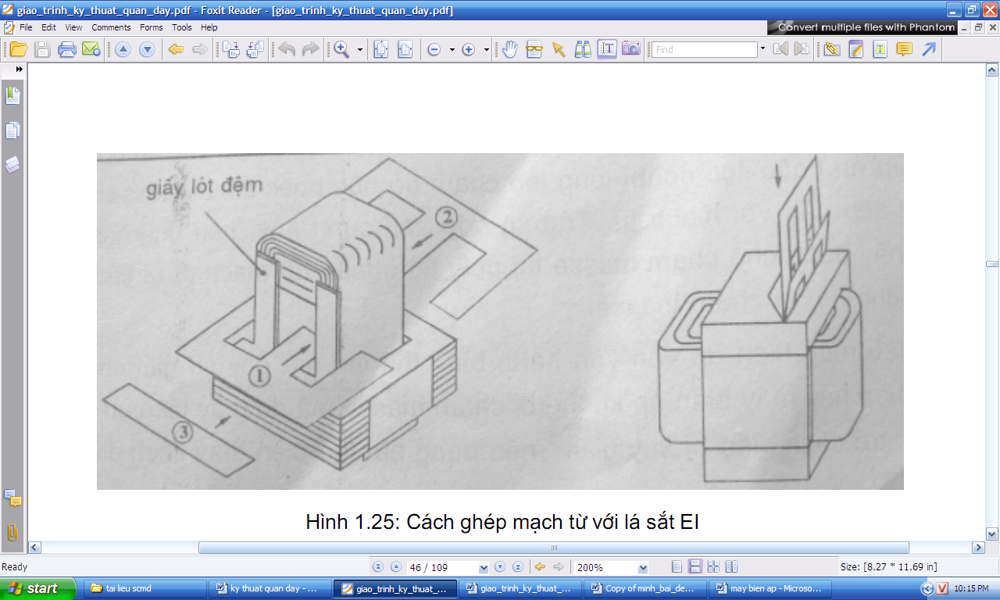 giao_trinh_ky_thuat_quan_day.pdf - Foxit Reader - [giao_trinh_ky_thuat_quan_day.pdf]
File Edit View Comments Forms Tools Help
Convert multiple files with Phantom
Find
giấy lót đệm
2
1
3
Hình 1.25: Cách ghép mạch từ với lá sắt EI
Ready
46 / 109
200%
Size: [8.27 * 11.69 in]
start
tai lieu scmd
ky thuat quan day - ...
giao_trinh_ky_thuat_...
giao_trinh_ky_thuat_...
Copy of minh_bai_de...
may bien ap - Microso...
V
10:15 PM